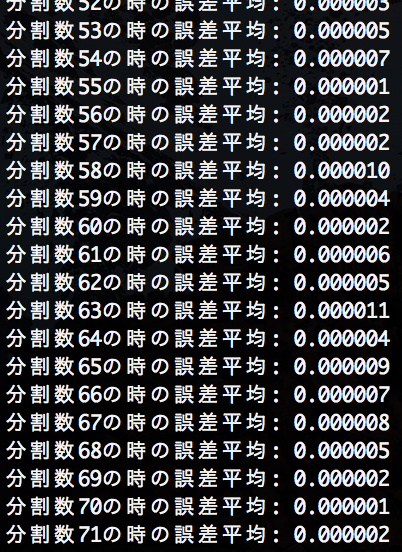 分割数52の時の誤差平均: 0.000003
分割数53の時の誤差平均: 0.000005
分割数54の時の誤差平均: 0.000007
分割数55の時の誤差平均: 0.000001
分割数56の時の誤差平均: 0.000002
分割数57の時の誤差平均: 0.000002
分割数58の時の誤差平均: 0.000010
分割数59の時の誤差平均: 0.000004
分割数60の時の誤差平均: 0.000002
分割数61の時の誤差平均: 0.000006
分割数62の時の誤差平均: 0.000005
分割数63の時の誤差平均: 0.000011
分割数64の時の誤差平均: 0.000004
分割数65の時の誤差平均: 0.000009
分割数66の時の誤差平均: 0.000007
分割数67の時の誤差平均: 0.000008
分割数68の時の誤差平均: 0.000005
分割数69の時の誤差平均: 0.000002
分割数70の時の誤差平均: 0.000001
分割数71の時の誤差平均: 0.000002